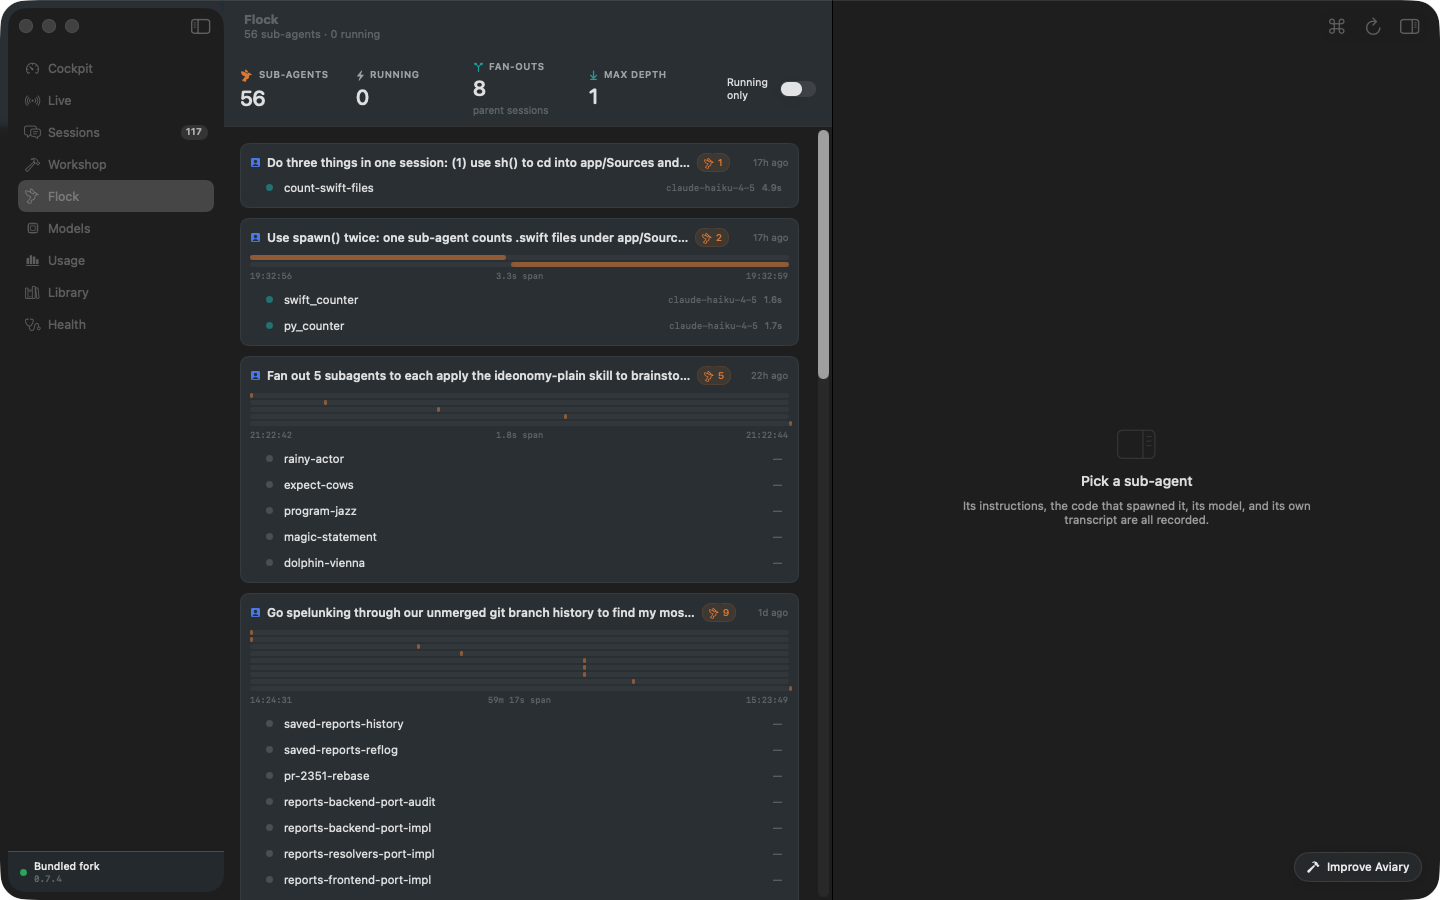 Flock
56 sub-agents · 0 running
Cockpit
Live
Sessions 117
Workshop
Flock
Models
Usage
Library
Health
Bundled fork
0.7.4
SUB-AGENTS
56
RUNNING
0
FAN-OUTS
8
parent sessions
MAX DEPTH
1
Running
only
Do three things in one session: (1) use sh() to cd into app/Sources and... 1 17h ago
count-swift-files claude-haiku-4-5 4.9s
Use spawn() twice: one sub-agent counts .swift files under app/Sourc... 2 17h ago
19:32:56 3.3s span 19:32:59
swift_counter claude-haiku-4-5 1.6s
py_counter claude-haiku-4-5 1.7s
Fan out 5 subagents to each apply the ideonomy-plain skill to brainsto... 5 22h ago
21:22:42 1.8s span 21:22:44
rainy-actor —
expect-cows —
program-jazz —
magic-statement —
dolphin-vienna —
Go spelunking through our unmerged git branch history to find my mos... 9 1d ago
14:24:31 59m 17s span 15:23:49
saved-reports-history —
saved-reports-reflog —
pr-2351-rebase —
reports-backend-port-audit —
reports-backend-port-impl —
reports-resolvers-port-impl —
reports-frontend-port-impl —
Pick a sub-agent
Its instructions, the code that spawned it, its model, and its own
transcript are all recorded.
Improve Aviary